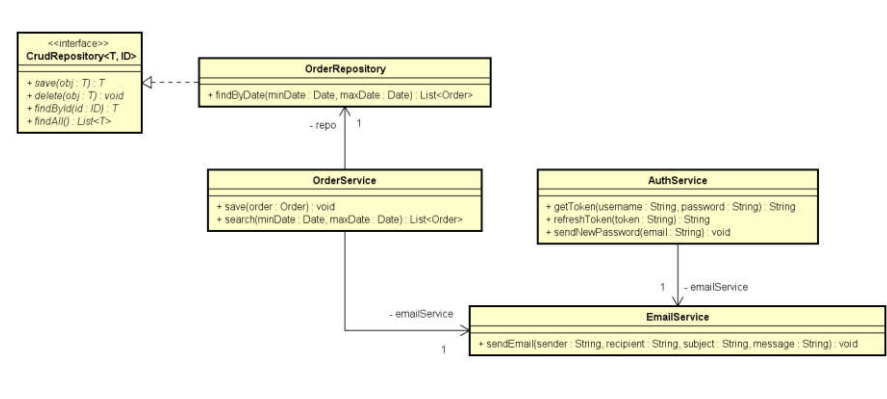 <<interface>>
CrudRepository<T, ID>
+ save(obj : T) : T
+ delete(obj : T) : void
+ findById(id : ID) : T
+ findAll() : List<T>
OrderRepository
+ findByDate(minDate : Date, maxDate : Date) : List<Order>
- repo
1
OrderService
+ save(order : Order) : void
+ search(minDate : Date, maxDate : Date) : List<Order>
AuthService
+ getToken(username : String, password : String) : String
+ refreshToken(token : String) : String
+ sendNewPassword(email : String) : void
1
- emailService
- emailService
1
EmailService
+ sendEmail(sender : String, recipient : String, subject : String, message : String) : void